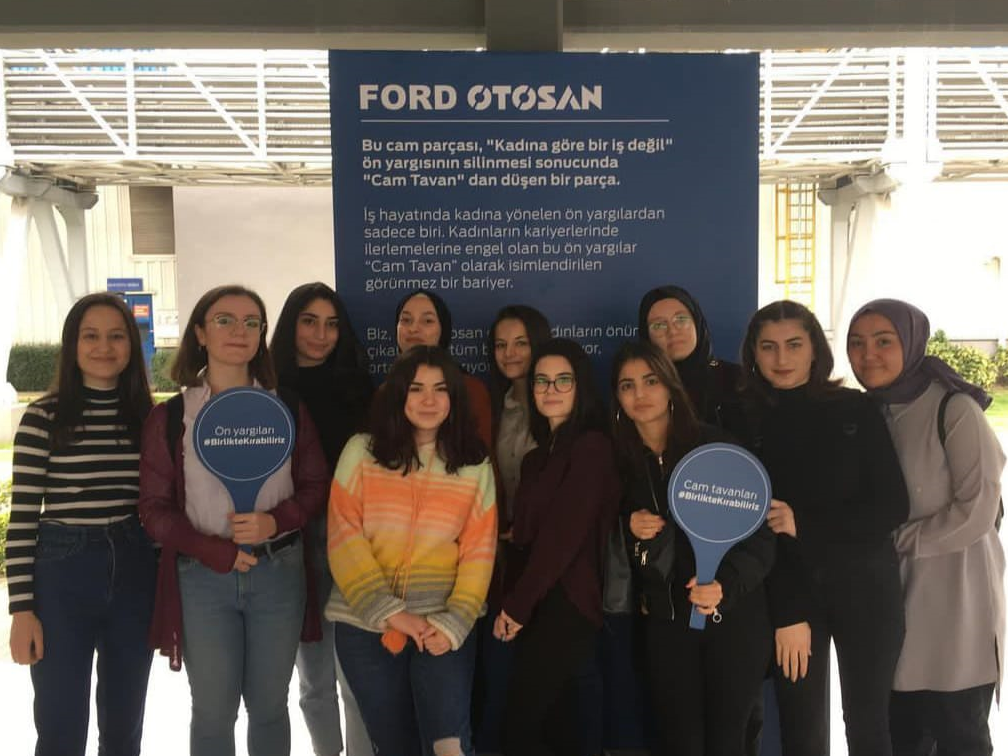 FORD OTOSAN
Bu cam parçası, "Kadına göre bir iş değil"
ön yargısının silinmesi sonucunda
"Cam Tavan" dan düşen bir parça.
İş hayatında kadına yönelen ön yargılardan
sadece biri. Kadınların kariyerlerinde
ilerlemelerine engel olan bu ön yargılar
"Cam Tavan" olarak isimlendirilen
görünmez bir bariyer.
Biz,
tüm
Ön yargıları
#BirlikteKırabiliriz
Cam tavanları
#BirlikteKırabiliriz